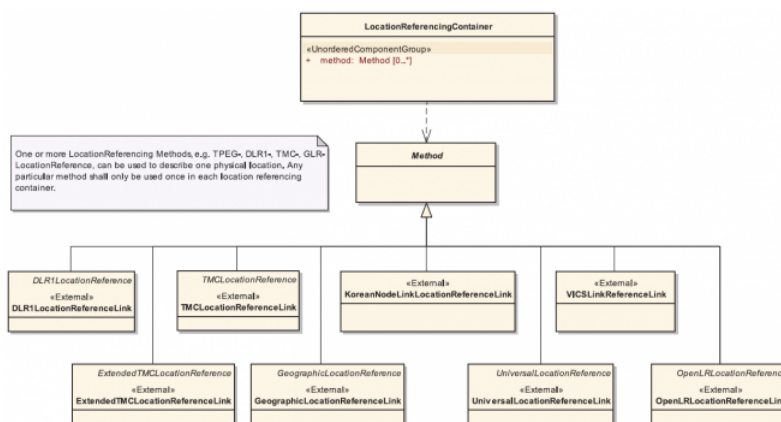 LocationReferencingContainer
«UnorderedComponentGroup»
+ method: Method [0..*]
One or more LocationReferencing Methods, e.g. TPEG-, DLR1-, TMC-, GLR-
LocationReference, can be used to describe one physical location. Any
particular method shall only be used once in each location referencing
container.
Method
DLR1LocationReference
«External»
DLR1LocationReferenceLink
TMCLocationReference
«External»
TMCLocationReferenceLink
«External»
KoreanNodeLinkLocationReferenceLink
«External»
VICSLinkReferenceLink
ExtendedTMCLocationReference
«External»
ExtendedTMCLocationReferenceLink
GeographicLocationReference
«External»
GeographicLocationReferenceLink
UniversalLocationReference
«External»
UniversalLocationReferenceLink
OpenLRLocationReference
«External»
OpenLRLocationReferenceLink